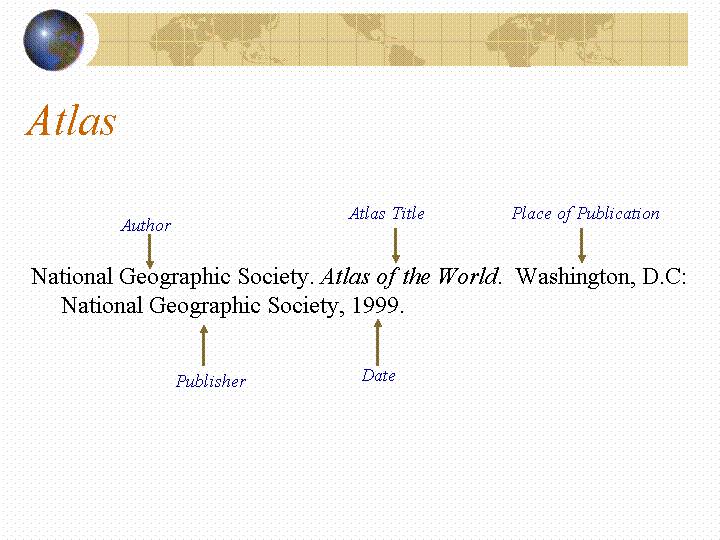 Atlas
Author
Atlas Title
Place of Publication
National Geographic Society. Atlas of the World.  Washington, D.C:
National Geographic Society, 1999.
Publisher
Date